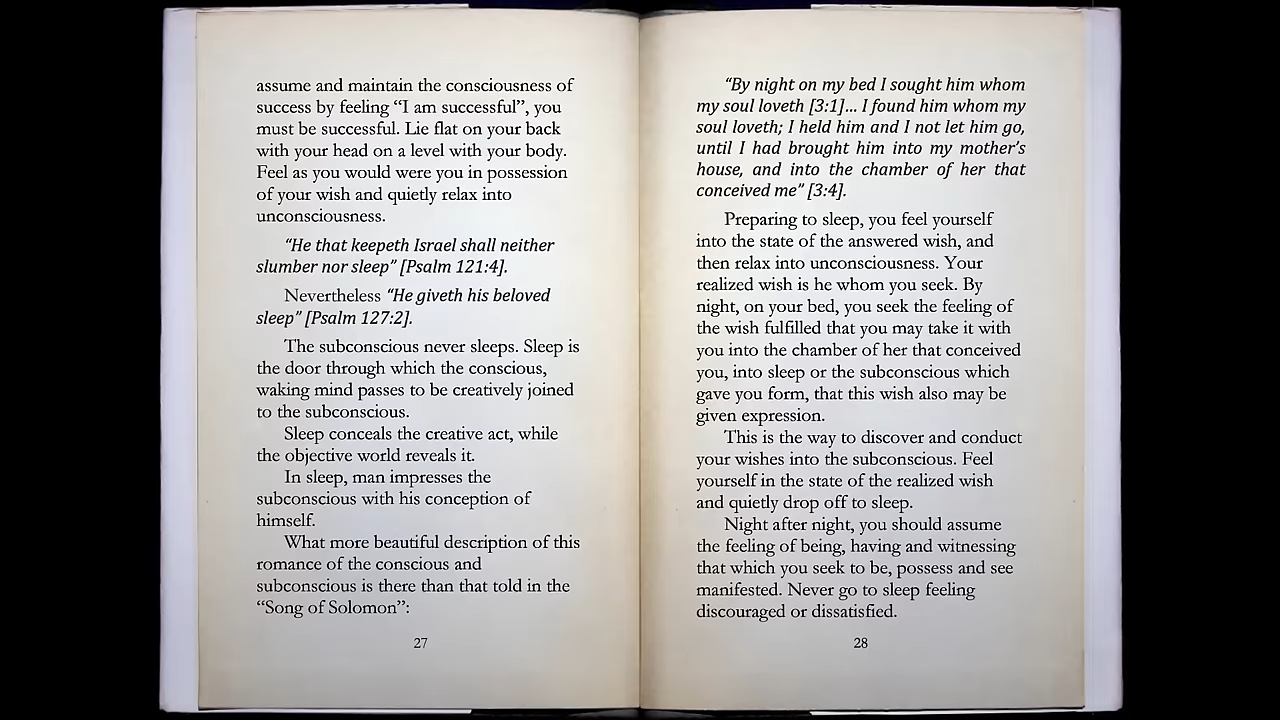 assume and maintain the consciousness of
success by feeling “I am successful”, you
must be successful. Lie flat on your back
with your head on a level with your body.
Feel as you would were you in possession
of your wish and quietly relax into
unconsciousness.
“He that keepeth Israel shall neither
slumber nor sleep” [Psalm 121:4].
Nevertheless “He giveth his beloved
sleep” [Psalm 127:2].
The subconscious never sleeps. Sleep is
the door through which the conscious,
waking mind passes to be creatively joined
to the subconscious.
Sleep conceals the creative act, while
the objective world reveals it.
In sleep, man impresses the
subconscious with his conception of
himself.
What more beautiful description of this
romance of the conscious and
subconscious is there than that told in the
“Song of Solomon”:
27
“By night on my bed I sought him whom
my soul loveth [3:1]... I found him whom my
soul loveth; I held him and I not let him go,
until I had brought him into my mother’s
house, and into the chamber of her that
conceived me” [3:4].
Preparing to sleep, you feel yourself
into the state of the answered wish, and
then relax into unconsciousness. Your
realized wish is he whom you seek. By
night, on your bed, you seek the feeling of
the wish fulfilled that you may take it with
you into the chamber of her that conceived
you, into sleep or the subconscious which
gave you form, that this wish also may be
given expression.
This is the way to discover and conduct
your wishes into the subconscious. Feel
yourself in the state of the realized wish
and quietly drop off to sleep.
Night after night, you should assume
the feeling of being, having and witnessing
that which you seek to be, possess and see
manifested. Never go to sleep feeling
discouraged or dissatisfied.
28